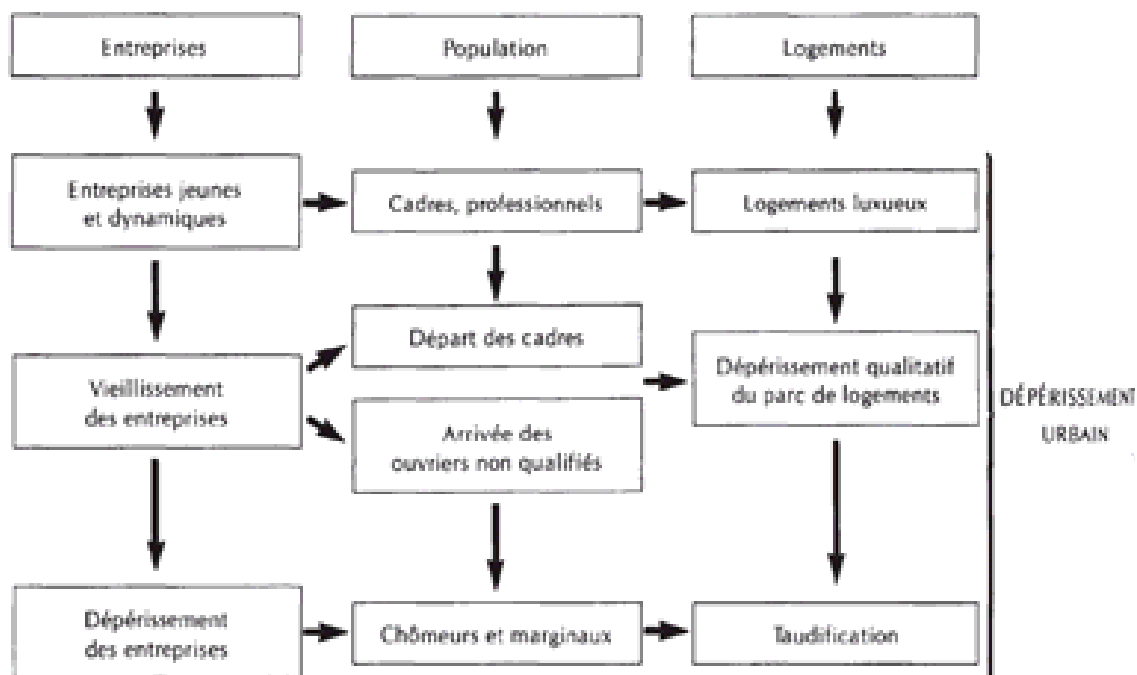 Entreprises
Population
Logements
Entreprises jeunes
et dynamiques
Cadres, professionnels
Logements luxueux
Départ des cadres
Vieillissement
des entreprises
Dépérissement qualitatif
du parc de logements
Arrivée des
ouvriers non qualifiés
DÉPÉRISSEMENT
URBAIN
Dépérissement
des entreprises
Chômeurs et marginaux
Taudification